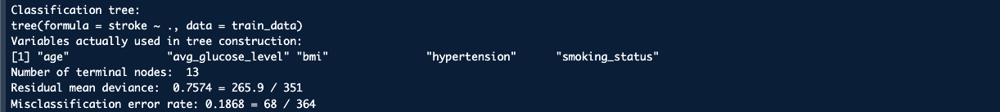 Classification tree:
tree(formula = stroke ~ ., data = train_data)
Variables actually used in tree construction:
[1] "age"               "avg_glucose_level" "bmi"               "hypertension"      "smoking_status"
Number of terminal nodes:  13
Residual mean deviance:  0.7574 = 265.9 / 351
Misclassification error rate: 0.1868 = 68 / 364